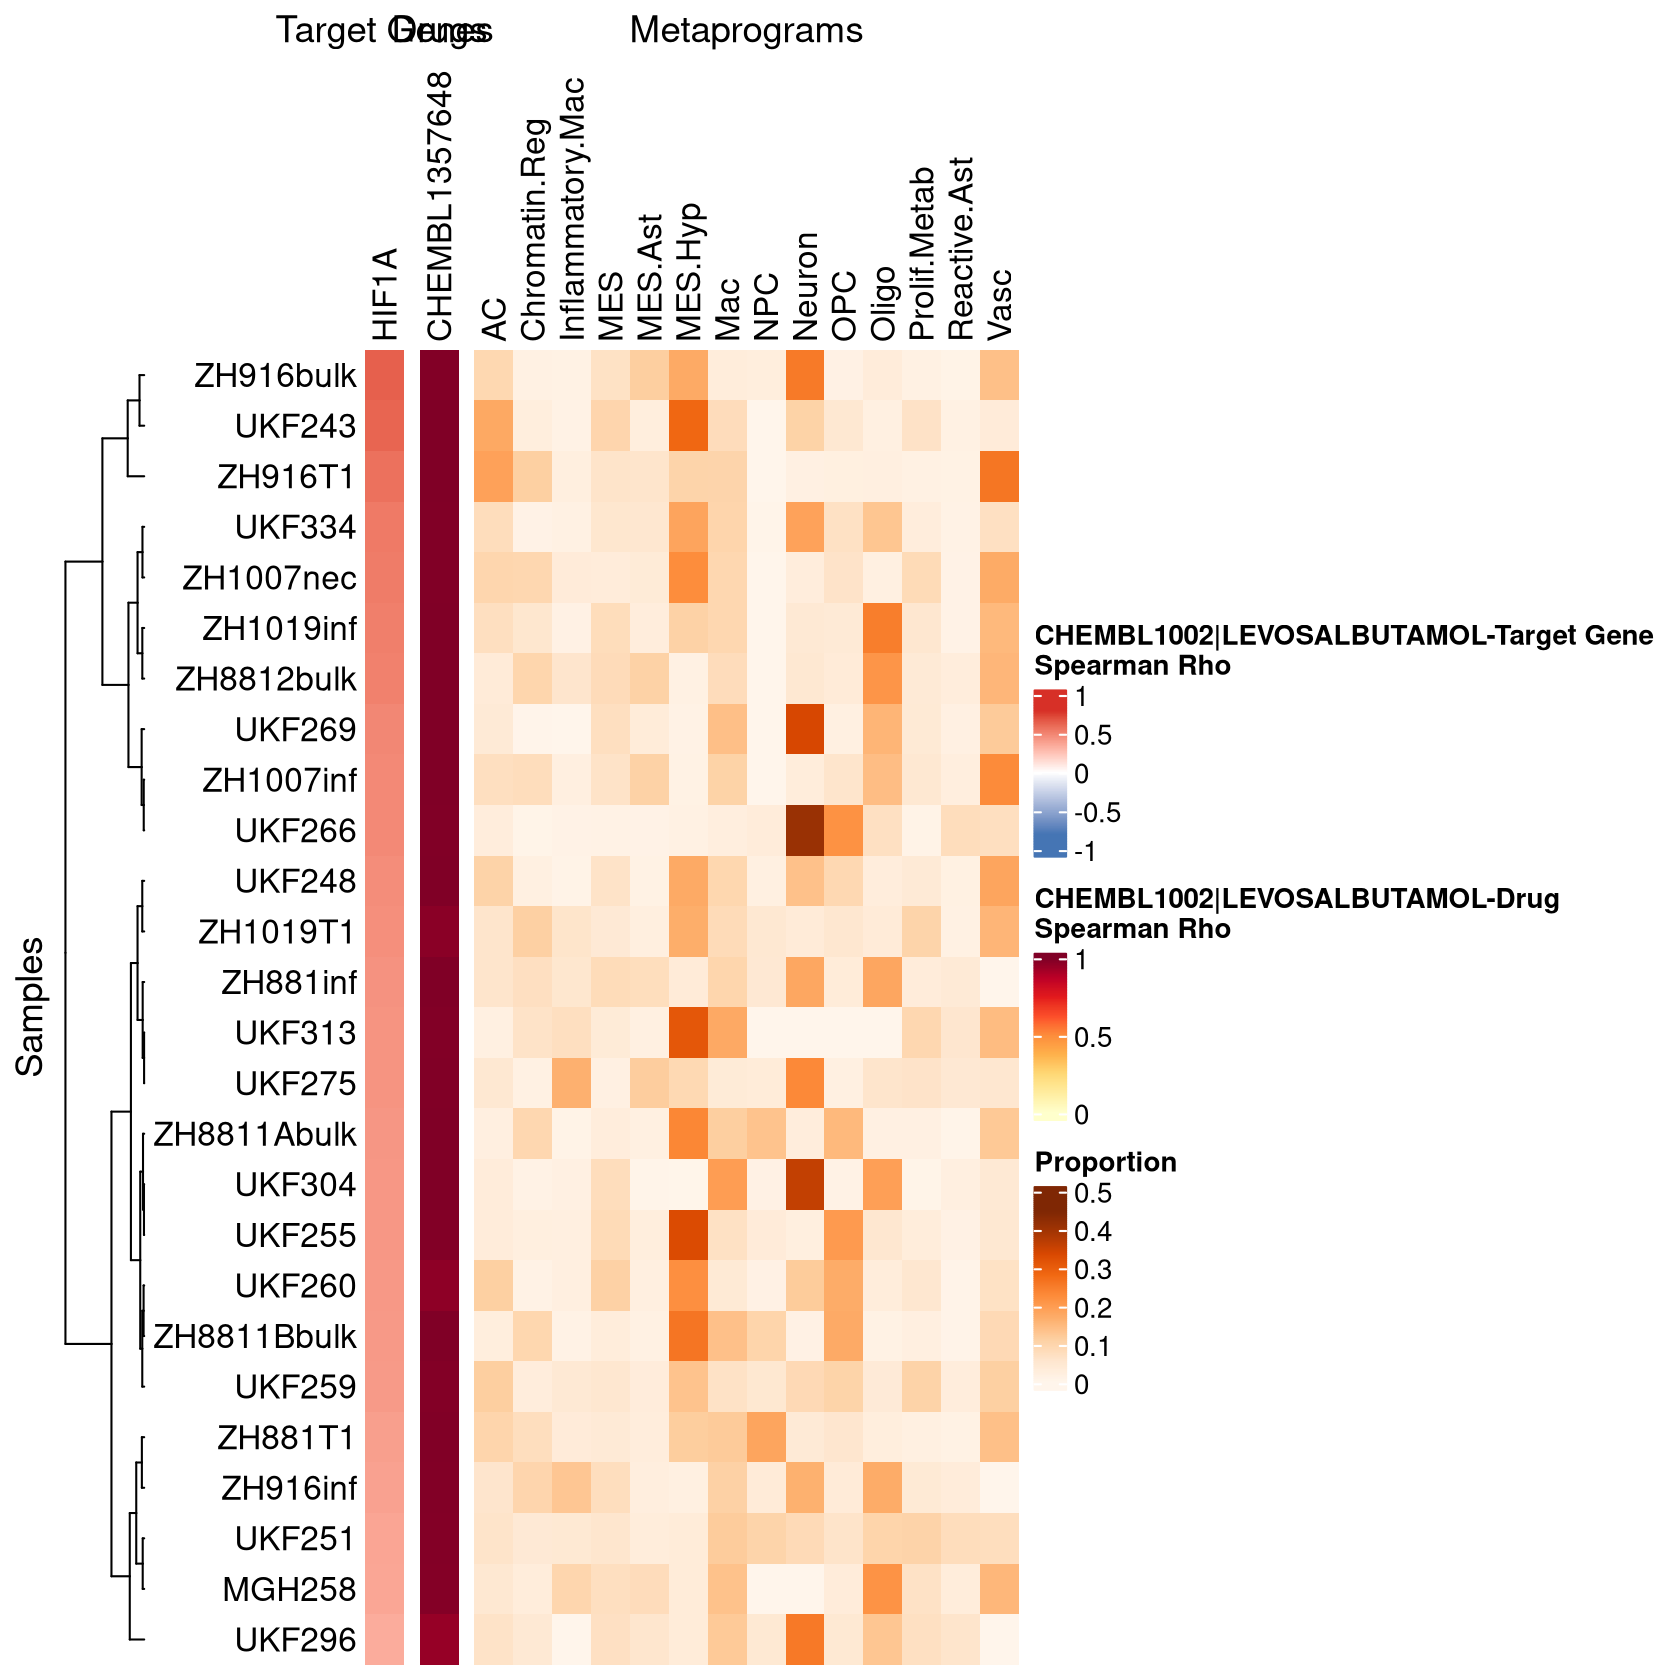 Target Genes Drugs Metaprograms
HIF1A
CHEMBL1357648
AC
Chromatin.Reg
Inflammatory.Mac
MES
MES.Ast
MES.Hyp
Mac
NPC
Neuron
OPC
Oligo
Prolif.Metab
Reactive.Ast
Vasc
Samples
ZH916bulk
UKF243
ZH916T1
UKF334
ZH1007nec
ZH1019inf
ZH8812bulk
UKF269
ZH1007inf
UKF266
UKF248
ZH1019T1
ZH881inf
UKF313
UKF275
ZH8811Abulk
UKF304
UKF255
UKF260
ZH8811Bbulk
UKF259
ZH881T1
ZH916inf
UKF251
MGH258
UKF296
CHEMBL1002|LEVOSALBUTAMOL-Target Gene
Spearman Rho
1
0.5
0
-0.5
-1
CHEMBL1002|LEVOSALBUTAMOL-Drug
Spearman Rho
1
0.5
0
Proportion
0.5
0.4
0.3
0.2
0.1
0